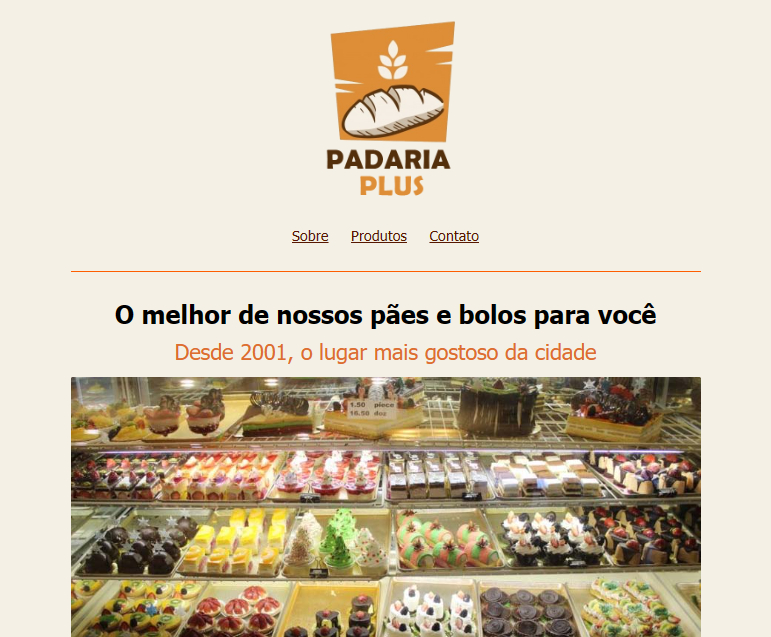 PADARIA
PLUS
Sobre Produtos Contato
O melhor de nossos pães e bolos para você
Desde 2001, o lugar mais gostoso da cidade
1.50 piece
16.50 doz